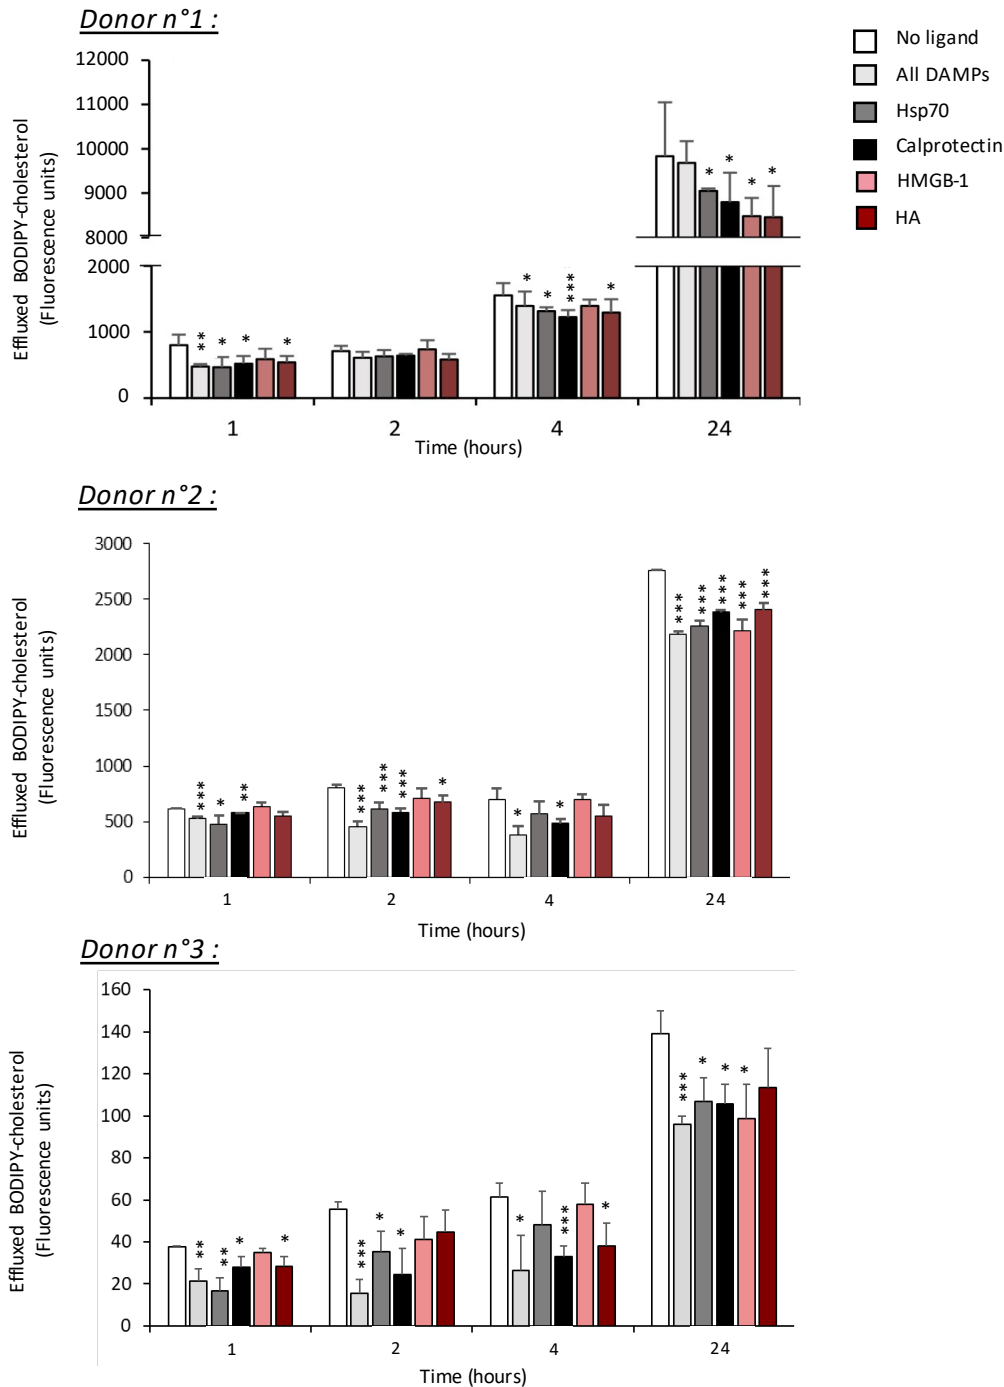 Donor n°1 :
No ligand
All DAMPs
Hsp70
Calprotectin
HMGB-1
HA
Effluxed BODIPY-cholesterol
(Fluorescence units)
12000
11000
10000
9000
8000
2000
1000
0
* * * *
** * * *
* * *** *
1 2 4 24
Time (hours)
Donor n°2 :
Effluxed BODIPY-cholesterol
(Fluorescence units)
3000
2500
2000
1500
1000
500
0
*** * **
*** *** *** *
* *
*** *** *** *** ***
1 2 4 24
Time (hours)
Donor n°3 :
Effluxed BODIPY-cholesterol
(Fluorescence units)
160
140
120
100
80
60
40
20
0
** ** * *
*** * *
* *** *
*** * * *
1 2 4 24
Time (hours)